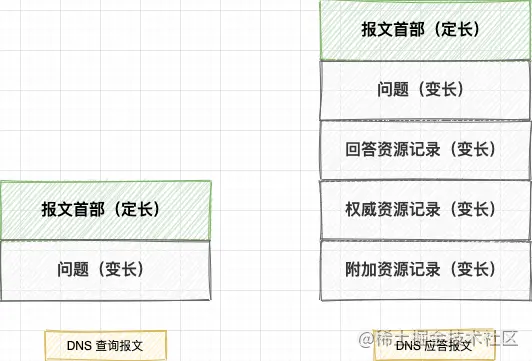 报文首部（定长）
问题（变长）
DNS 查询报文
报文首部（定长）
问题（变长）
回答资源记录（变长）
权威资源记录（变长）
附加资源记录（变长）
DNS 应答报文
@稀土掘金技术社区